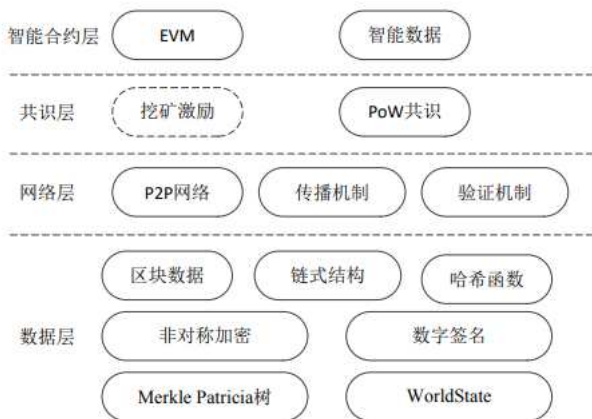 智能合约层 EVM 智能数据
共识层 挖矿激励 PoW共识
网络层 P2P网络 传播机制 验证机制
区块数据 链式结构 哈希函数
数据层 非对称加密 数字签名
Merkle Patricia树 WorldState